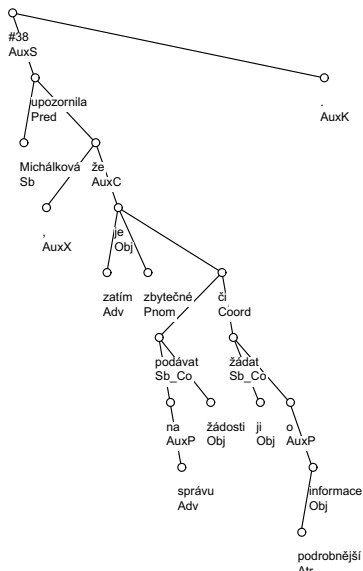 #38
AuxS
upozornila
Pred
.
AuxK
Michálková
Sb
že
AuxC
,
AuxX
je
Obj
zatím
Adv
zbytečné
Pnom
či
Coord
podávat
Sb_Co
žádat
Sb_Co
na
AuxP
žádosti
Obj
ji
Obj
o
AuxP
správu
Adv
informace
Obj
podrobnější
Atr